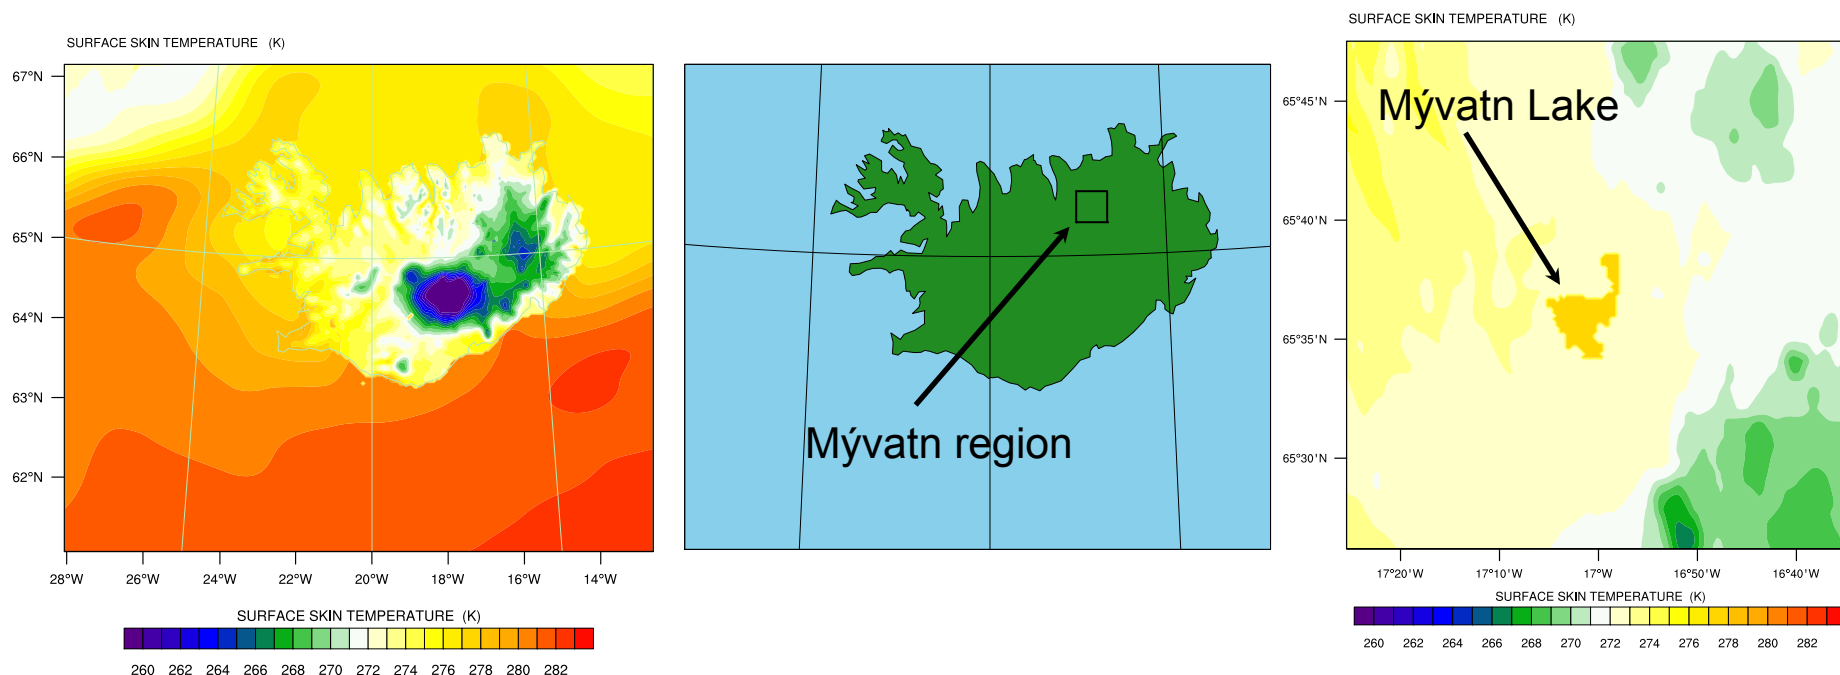 SURFACE SKIN TEMPERATURE (K)
67°N
66°N
65°N
64°N
63°N
62°N
28°W 26°W 24°W 22°W 20°W 18°W 16°W 14°W
SURFACE SKIN TEMPERATURE (K)
260 262 264 266 268 270 272 274 276 278 280 282
Mývatn region
SURFACE SKIN TEMPERATURE (K)
65°45'N
Mývatn Lake
65°40'N
65°35'N
65°30'N
17°20'W 17°10'W 17°W 16°50'W 16°40'W
SURFACE SKIN TEMPERATURE (K)
260 262 264 266 268 270 272 274 276 278 280 282